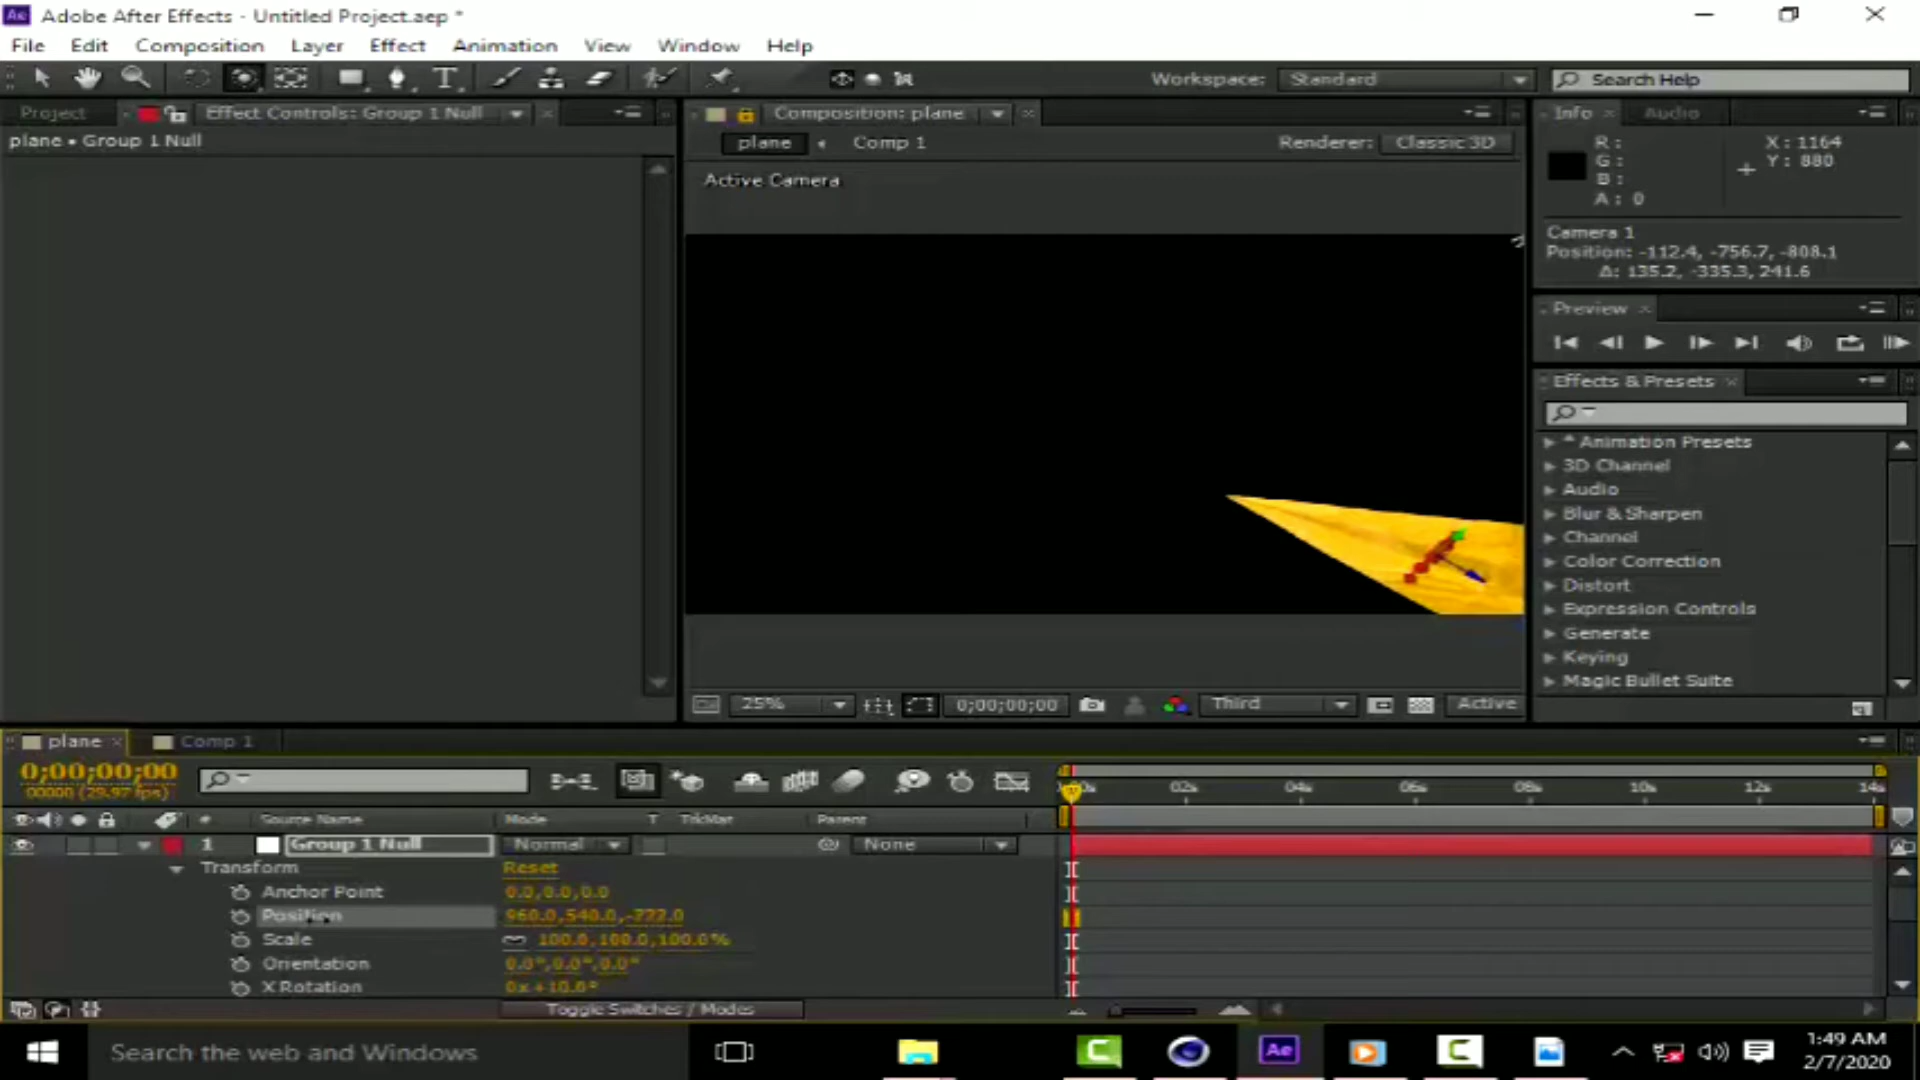 Adobe After Effects - Untitled Project.aep *
File Edit Composition Layer Effect Animation View Window Help
Workspace: Standard Search Help
Project Effect Controls: Group 1 Null Composition: plane Info Audio
plane • Group 1 Null
plane Comp 1 Renderer: Classic 3D
Active Camera
R :
G :
B :
A : 0
X : 1164
Y : 880
Camera 1
Position: -112.4, -756.7, -808.1
Δ: 135.2, -335.3, 241.6
Preview
Effects & Presets
* Animation Presets
3D Channel
Audio
Blur & Sharpen
Channel
Color Correction
Distort
Expression Controls
Generate
Keying
Magic Bullet Suite
25% 0;00;00;00 Third Active
plane Comp 1
0;00;00;00
00000 (29.97 fps)
02s 04s 06s 08s 10s 12s 14s
# Source Name Mode T TrkMat Parent
1 Group 1 Null Normal None
Transform Reset
Anchor Point 0.0,0.0,0.0
Position 960.0,540.0,-777.0
Scale 100.0,100.0,100.0%
Orientation 0.0°,0.0°,0.0°
X Rotation 0x+10.0°
Toggle Switches / Modes
Search the web and Windows
Ae
1:49 AM
2/7/2020